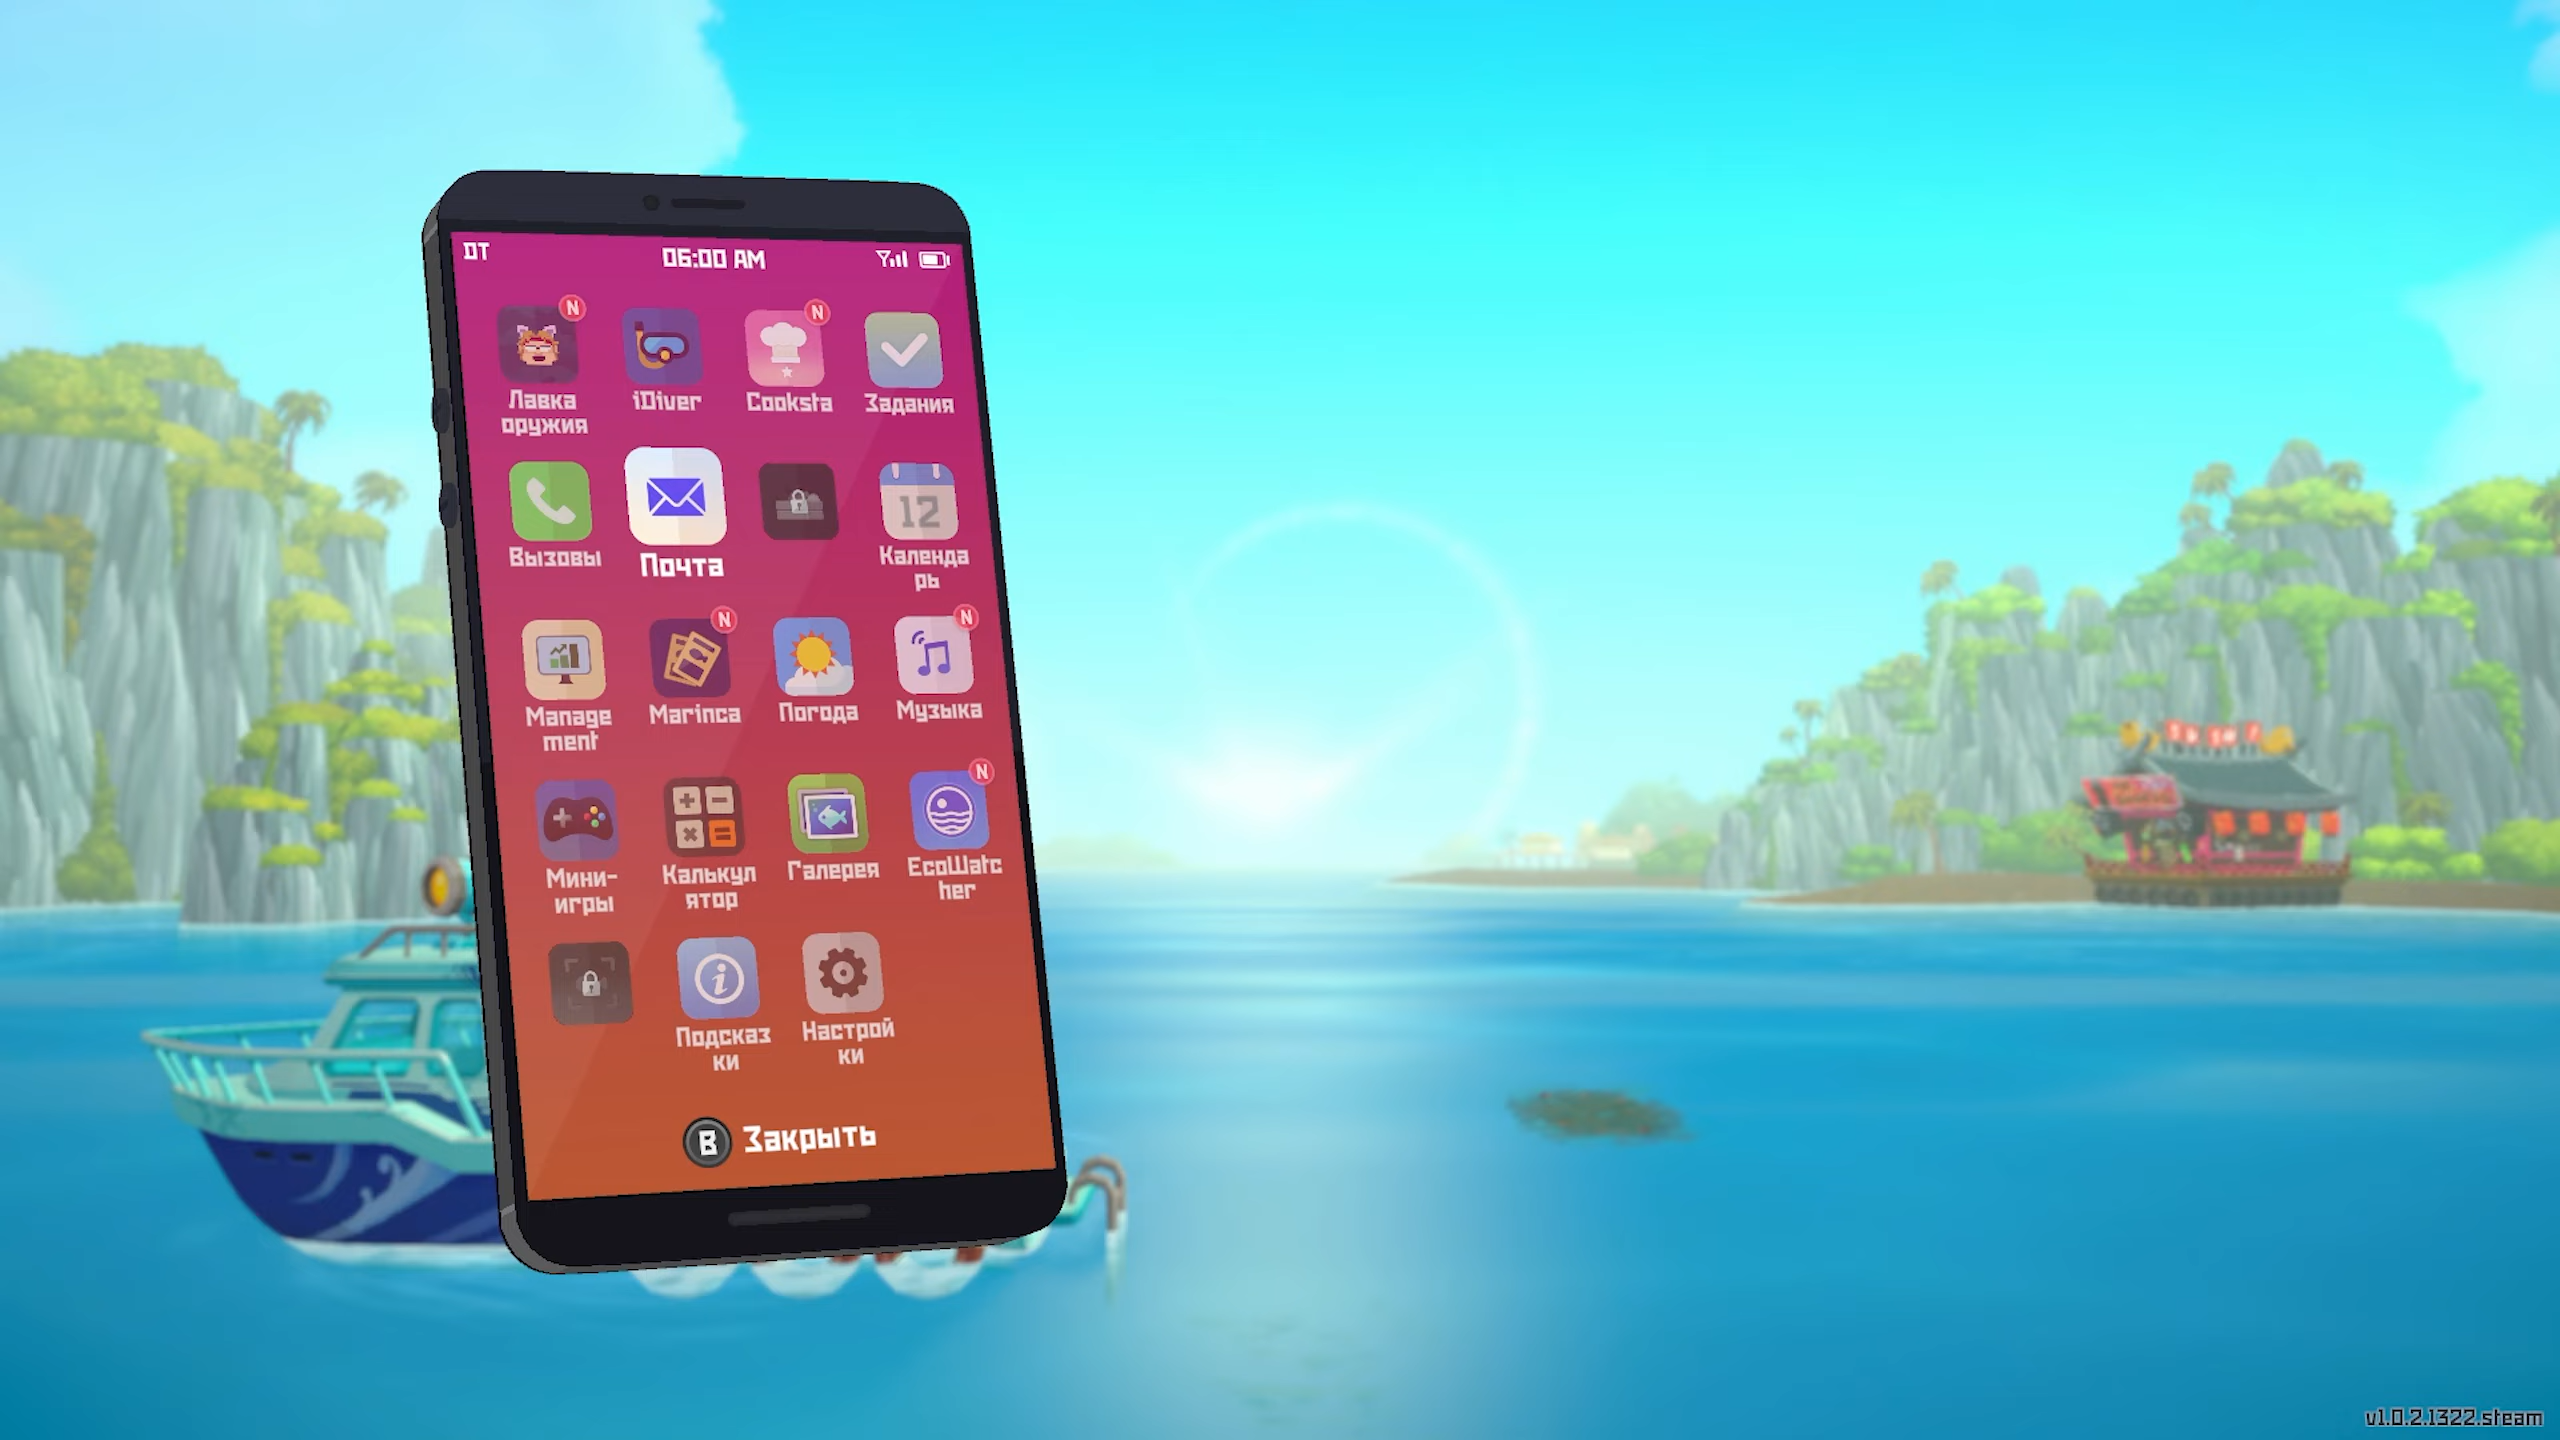 DT
06:00 AM
N
N
Лавка
оружия
iDiver
Cooksta
Задания
Вызовы
Почта
12
Календа
рь
N
N
Manage
ment
Marinca
Погода
Музыка
N
Мини-
игры
Калькул
ятор
Галерея
EcoWatc
her
Подсказ
ки
Настрой
ки
B Закрыть
v1.0.2.1322.steam